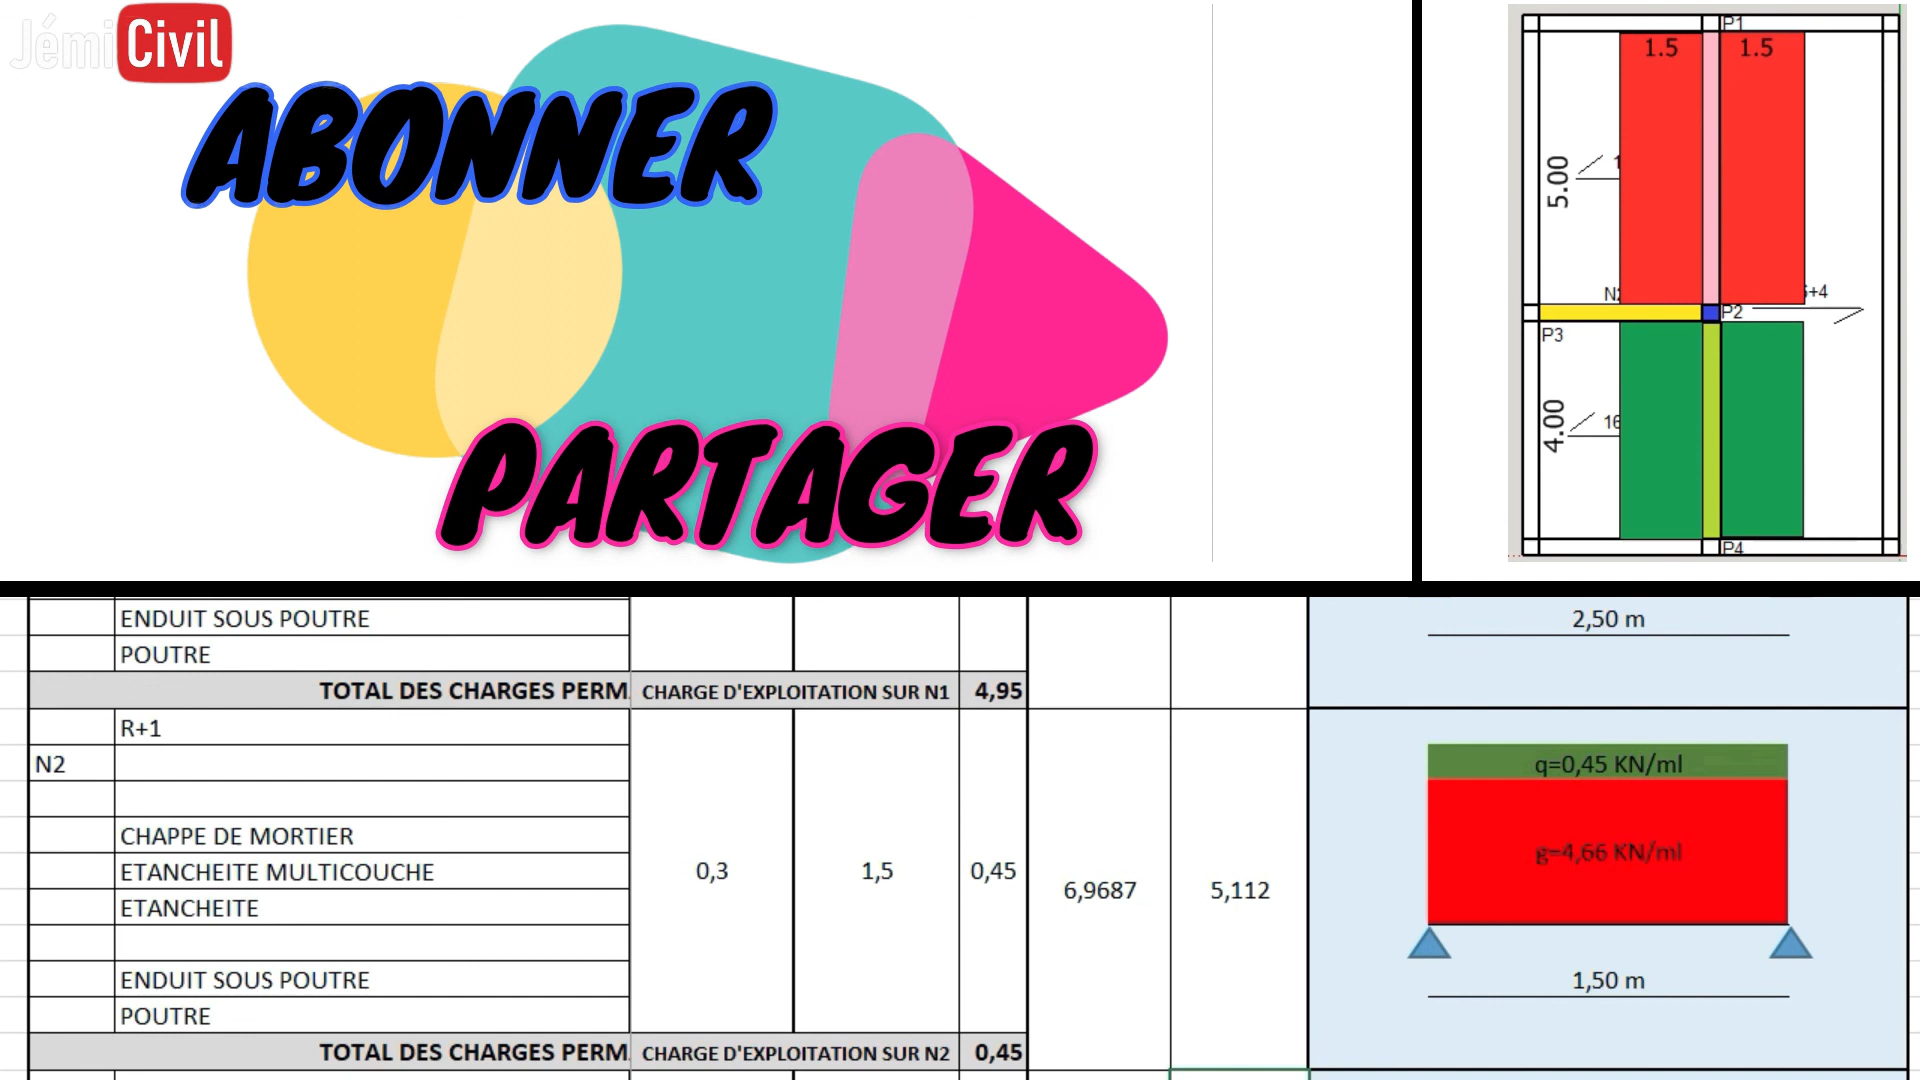 Jémi Civil
ABONNER
PARTAGER
P1
1.5 1.5
5.00
P2
P3
4.00
16
P4
ENDUIT SOUS POUTRE
2,50 m
POUTRE
TOTAL DES CHARGES PERM. CHARGE D'EXPLOITATION SUR N1 4,95
R+1
N2
q=0,45 KN/ml
CHAPPE DE MORTIER
g=4,66 KN/ml
ETANCHEITE MULTICOUCHE 0,3 1,5 0,45
6,9687 5,112
ETANCHEITE
ENDUIT SOUS POUTRE
1,50 m
POUTRE
TOTAL DES CHARGES PERM. CHARGE D'EXPLOITATION SUR N2 0,45